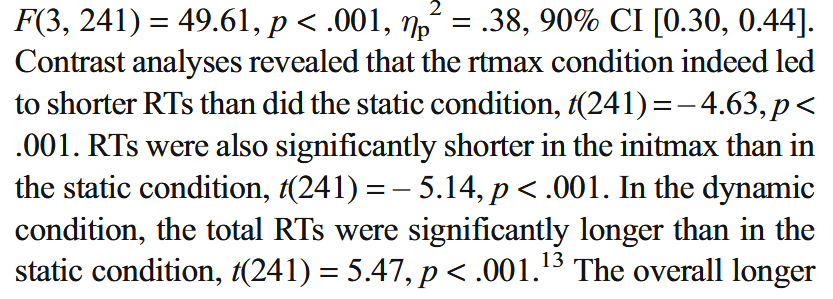 F(3, 241) = 49.61, p < .001, ηp² = .38, 90% CI [0.30, 0.44].
Contrast analyses revealed that the rtmax condition indeed led
to shorter RTs than did the static condition, t(241) = – 4.63, p <
.001. RTs were also significantly shorter in the initmax than in
the static condition, t(241) = – 5.14, p < .001. In the dynamic
condition, the total RTs were significantly longer than in the
static condition, t(241) = 5.47, p < .001.¹³ The overall longer